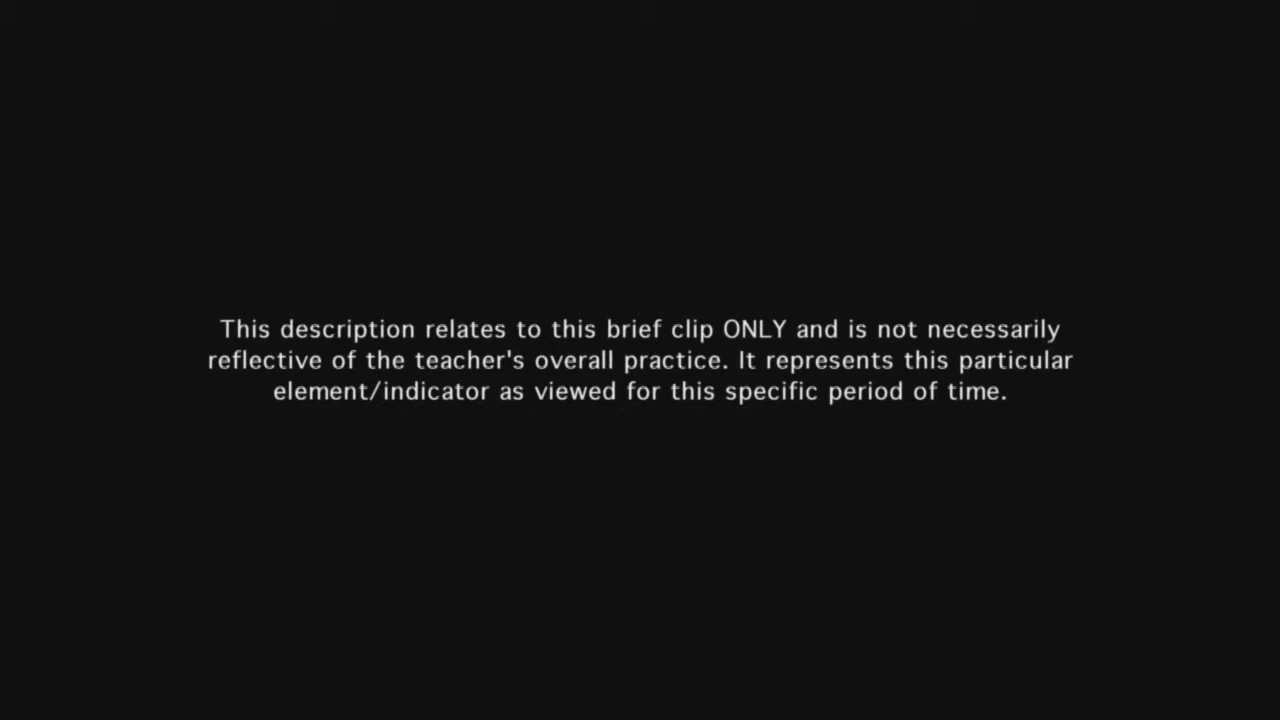 This description relates to this brief clip ONLY and is not necessarily
reflective of the teacher's overall practice. It represents this particular
element/indicator as viewed for this specific period of time.